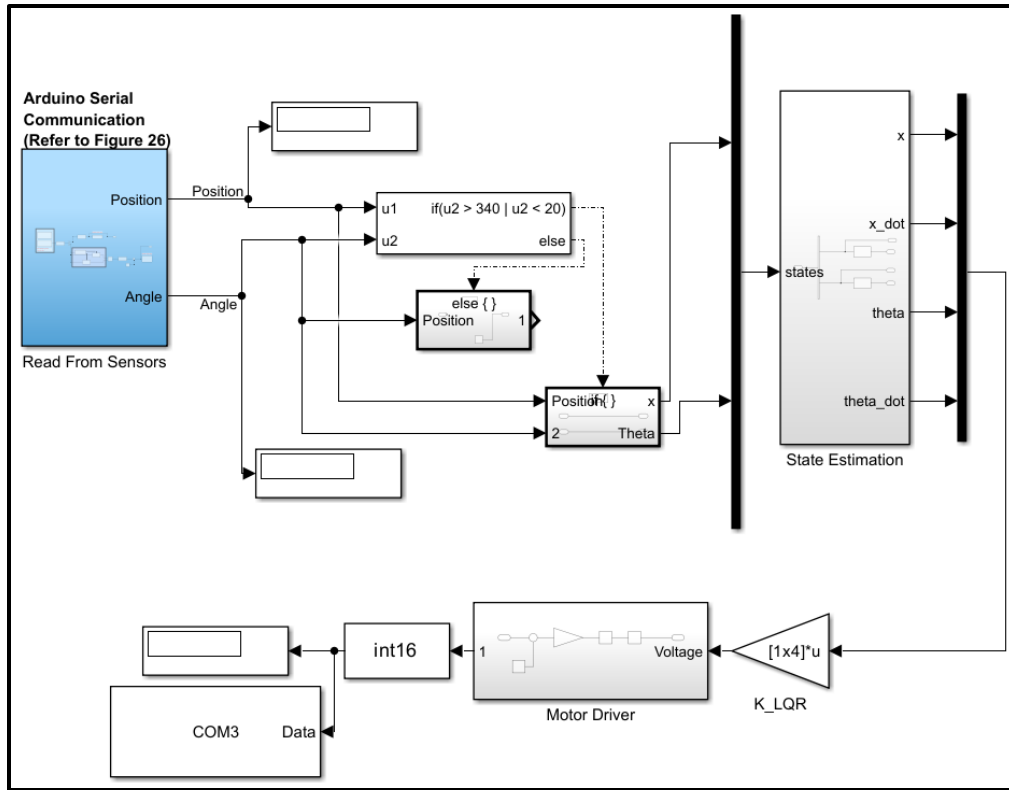 Arduino Serial
Communication
(Refer to Figure 26)
Position
Angle
Read From Sensors
Position
Angle
u1
if(u2 > 340 | u2 < 20)
u2
else
else { }
Position
1
Position
if { }
x
2
Theta
states
x
x_dot
theta
theta_dot
State Estimation
COM3
Data
int16
1
Voltage
Motor Driver
[1x4]*u
K_LQR